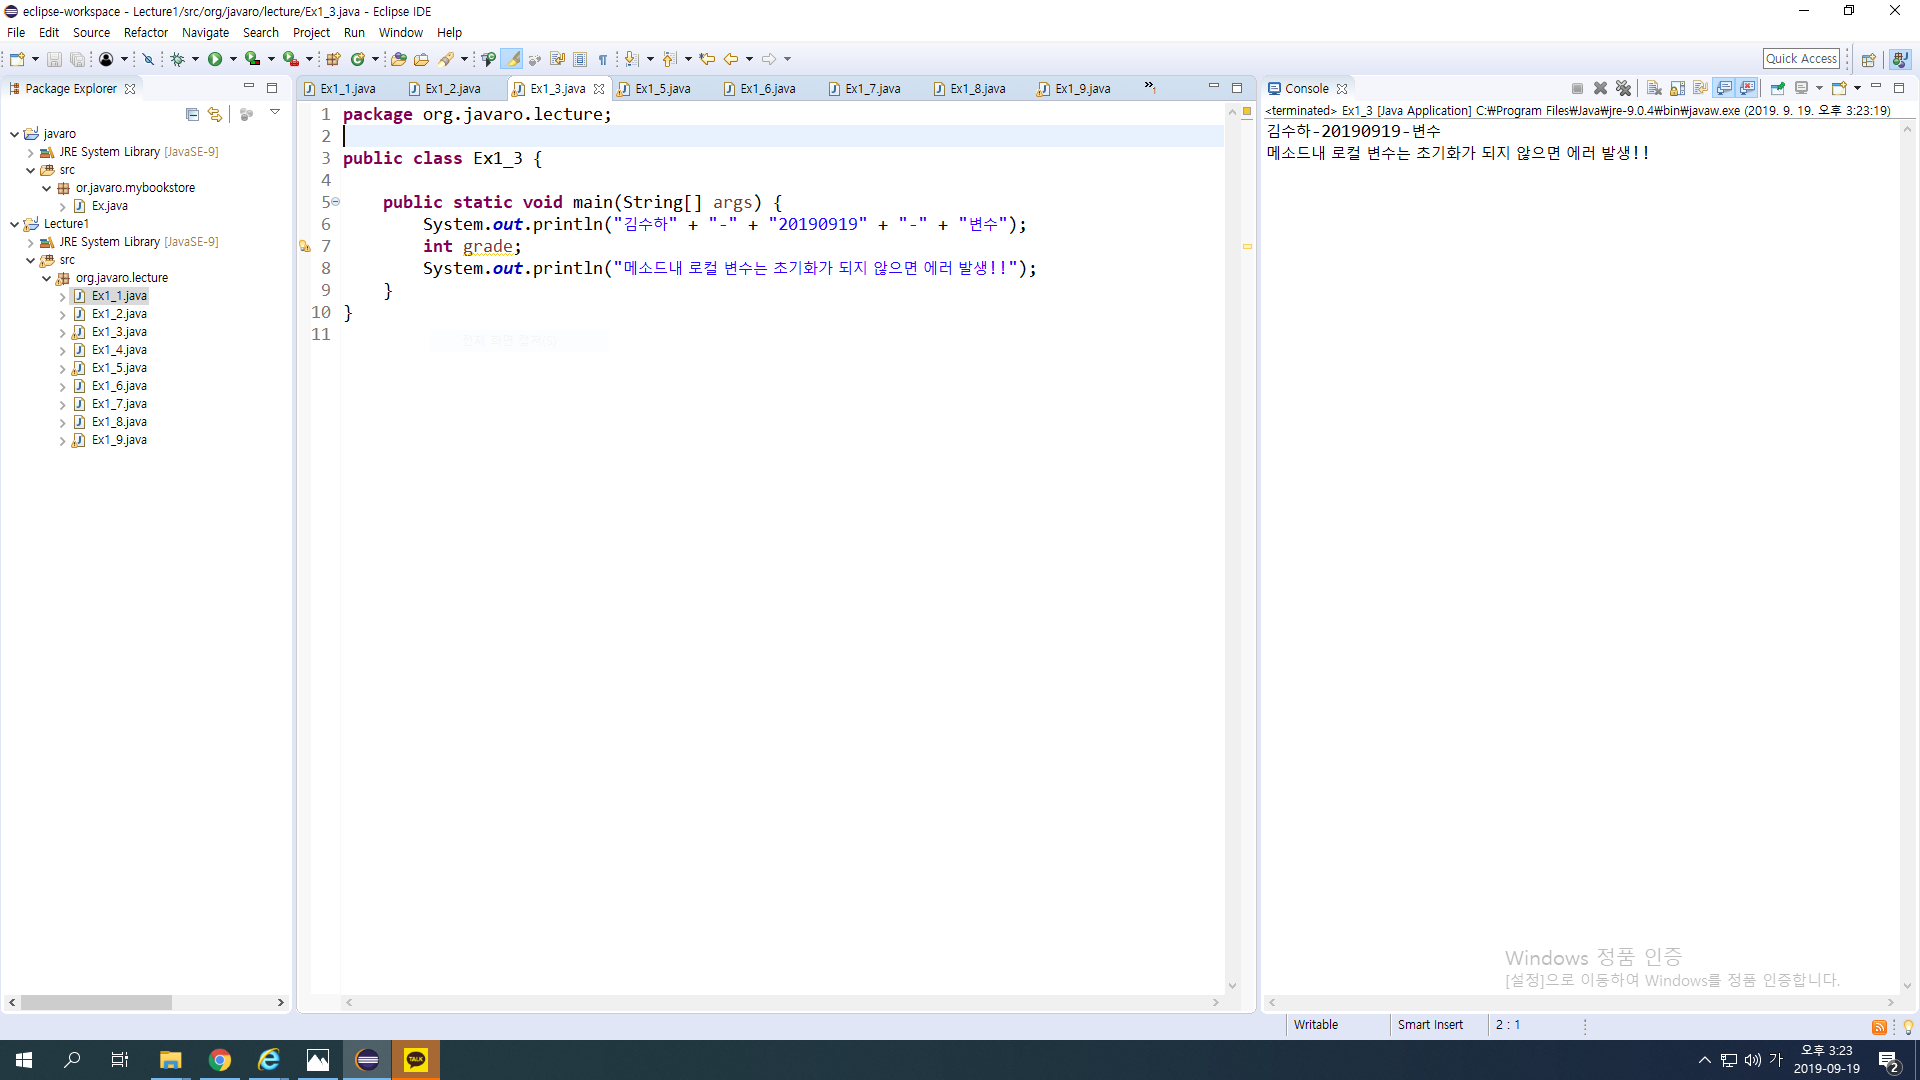 eclipse-workspace - Lecture1/src/org/javaro/lecture/Ex1_3.java - Eclipse IDE
File Edit Source Refactor Navigate Search Project Run Window Help
Quick Access
Package Explorer
javaro
JRE System Library [JavaSE-9]
src
or.javaro.mybookstore
Ex.java
Lecture1
JRE System Library [JavaSE-9]
src
org.javaro.lecture
Ex1_1.java
Ex1_2.java
Ex1_3.java
Ex1_4.java
Ex1_5.java
Ex1_6.java
Ex1_7.java
Ex1_8.java
Ex1_9.java
Ex1_1.java Ex1_2.java Ex1_3.java Ex1_5.java Ex1_6.java Ex1_7.java Ex1_8.java Ex1_9.java
1 package org.javaro.lecture;
2
3 public class Ex1_3 {
4
5 public static void main(String[] args) {
6 System.out.println("김수하" + "-" + "20190919" + "-" + "변수");
7 int grade;
8 System.out.println("메소드내 로컬 변수는 초기화가 되지 않으면 에러 발생!!");
9 }
10 }
11
Console
<terminated> Ex1_3 [Java Application] C:₩Program Files₩Java₩jre-9.0.4₩bin₩javaw.exe (2019. 9. 19. 오후 3:23:19)
김수하-20190919-변수
메소드내 로컬 변수는 초기화가 되지 않으면 에러 발생!!
Windows 정품 인증
[설정]으로 이동하여 Windows를 정품 인증합니다.
Writable Smart Insert 2 : 1
TALK
가
오후 3:23
2019-09-19
2